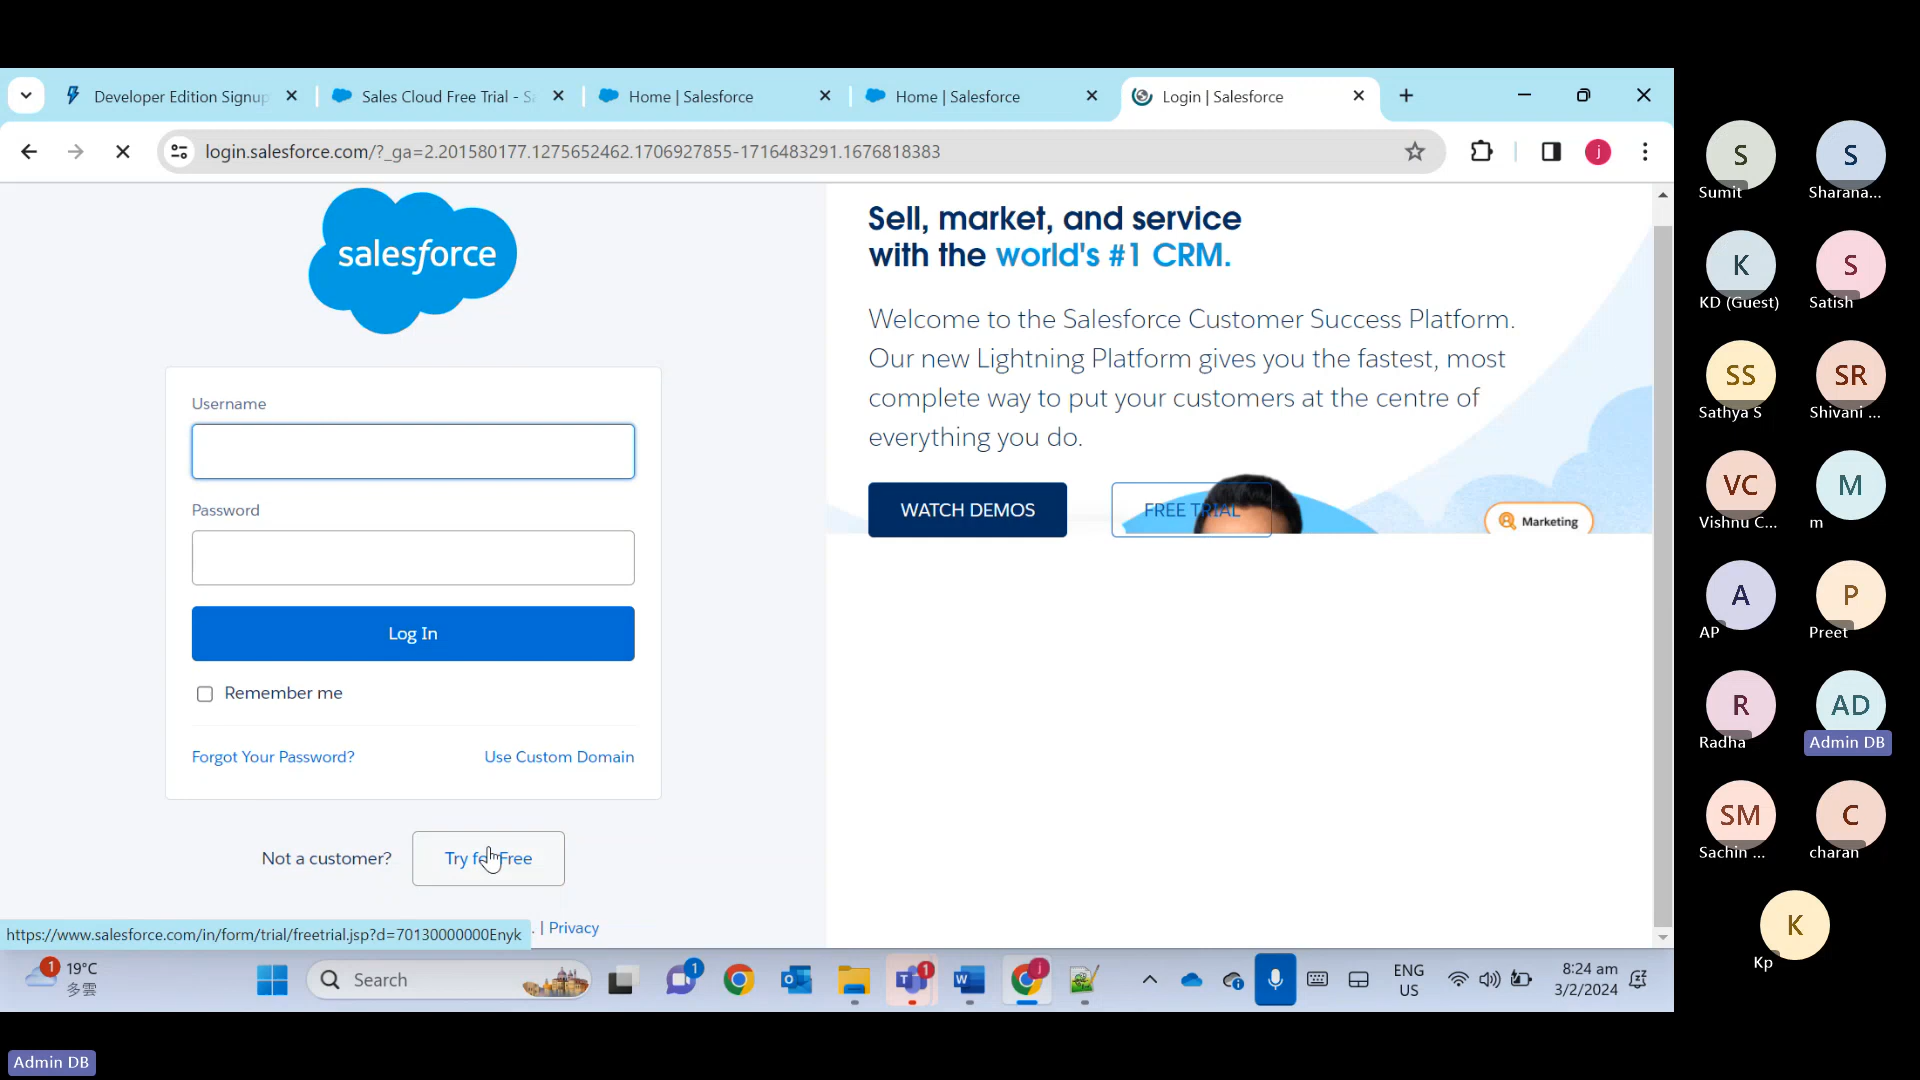 Developer Edition Signup
Sales Cloud Free Trial - Sa
Home | Salesforce
Home | Salesforce
Login | Salesforce
login.salesforce.com/?_ga=2.201580177.1275652462.1706927855-1716483291.1676818383
j
salesforce
Username
Password
Log In
Remember me
Forgot Your Password?
Use Custom Domain
Not a customer?
Try for Free
| Privacy
https://www.salesforce.com/in/form/trial/freetrial.jsp?d=70130000000Enyk
Sell, market, and service
with the world's #1 CRM.
Welcome to the Salesforce Customer Success Platform.
Our new Lightning Platform gives you the fastest, most
complete way to put your customers at the centre of
everything you do.
WATCH DEMOS
FREE TRIAL
Marketing
1
19°C
多雲
Search
1
1
j
ENG
US
8:24 am
3/2/2024
S
Sumit
S
Sharana...
K
KD (Guest)
S
Satish
SS
Sathya S
SR
Shivani ...
VC
Vishnu C...
M
m
A
AP
P
Preet
R
Radha
AD
Admin DB
SM
Sachin ...
C
charan
K
Kp
Admin DB